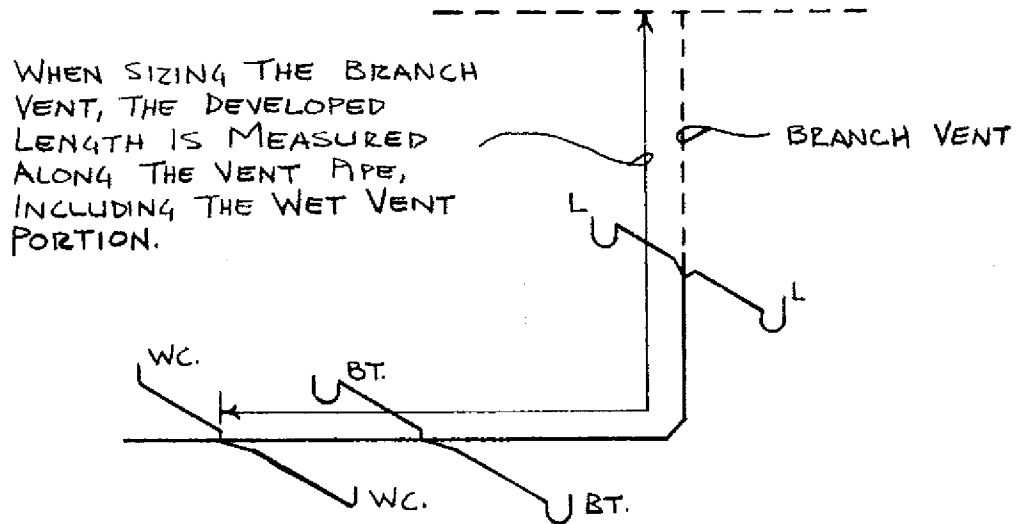 WHEN SIZING THE BRANCH
VENT, THE DEVELOPED
LENGTH IS MEASURED
ALONG THE VENT PIPE,
INCLUDING THE WET VENT
PORTION.
BRANCH VENT
L
L
WC.
BT.
WC.
BT.